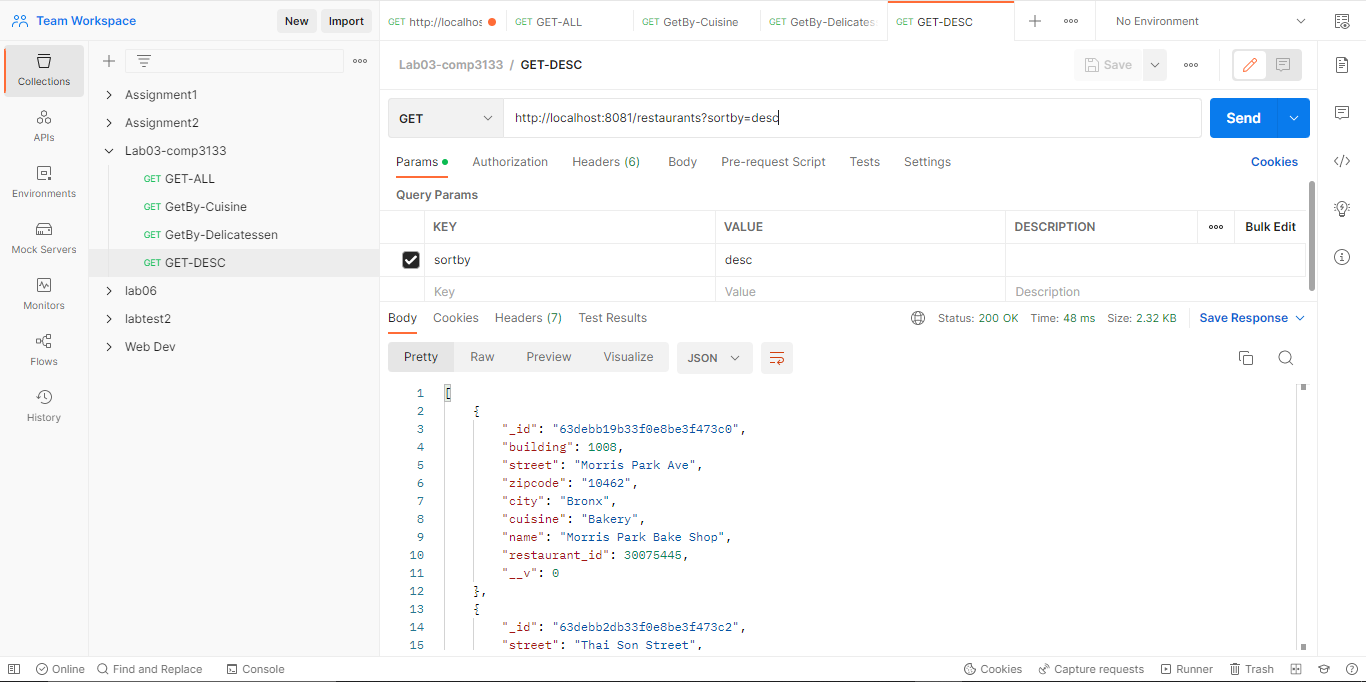 Team Workspace
New
Import
GET http://localhos
GET GET-ALL
GET GetBy-Cuisine
GET GetBy-Delicates
GET GET-DESC
No Environment
Collections
APIs
Environments
Mock Servers
Monitors
Flows
History
Assignment1
Assignment2
Lab03-comp3133
GET GET-ALL
GET GetBy-Cuisine
GET GetBy-Delicatessen
GET GET-DESC
lab06
labtest2
Web Dev
Lab03-comp3133 / GET-DESC
Save
GET
http://localhost:8081/restaurants?sortby=desc
Send
Params Authorization Headers (6) Body Pre-request Script Tests Settings Cookies
Query Params
KEY VALUE DESCRIPTION Bulk Edit
sortby desc
Key Value Description
Body Cookies Headers (7) Test Results Status: 200 OK Time: 48 ms Size: 2.32 KB Save Response
Pretty Raw Preview Visualize JSON
1 [
2 {
3 "_id": "63debb19b33f0e8be3f473c0",
4 "building": 1008,
5 "street": "Morris Park Ave",
6 "zipcode": "10462",
7 "city": "Bronx",
8 "cuisine": "Bakery",
9 "name": "Morris Park Bake Shop",
10 "restaurant_id": 30075445,
11 "__v": 0
12 },
13 {
14 "_id": "63debb2db33f0e8be3f473c2",
15 "street": "Thai Son Street",
Online Find and Replace Console Cookies Capture requests Runner Trash